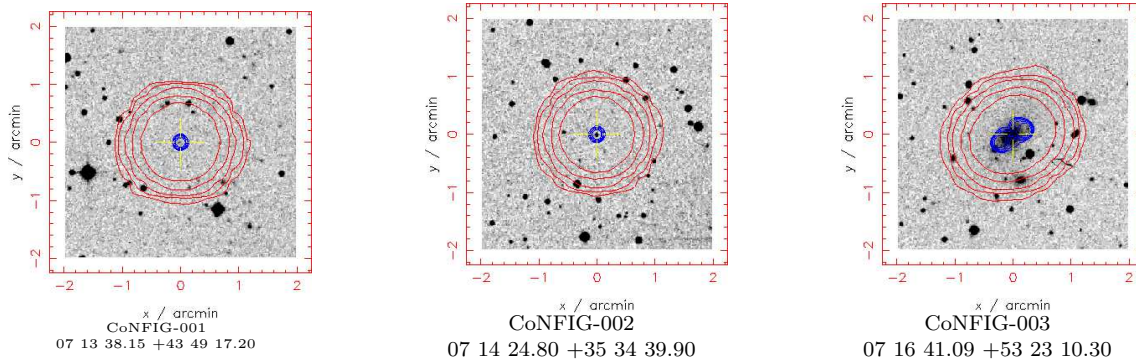 2
1
0
−1
−2
y / arcmin
−2 −1 0 1 2
x / arcmin
CoNFIG-001
07 13 38.15 +43 49 17.20
2
1
0
−1
−2
y / arcmin
−2 −1 0 1 2
x / arcmin
CoNFIG-002
07 14 24.80 +35 34 39.90
2
1
0
−1
−2
y / arcmin
−2 −1 0 1 2
x / arcmin
CoNFIG-003
07 16 41.09 +53 23 10.30